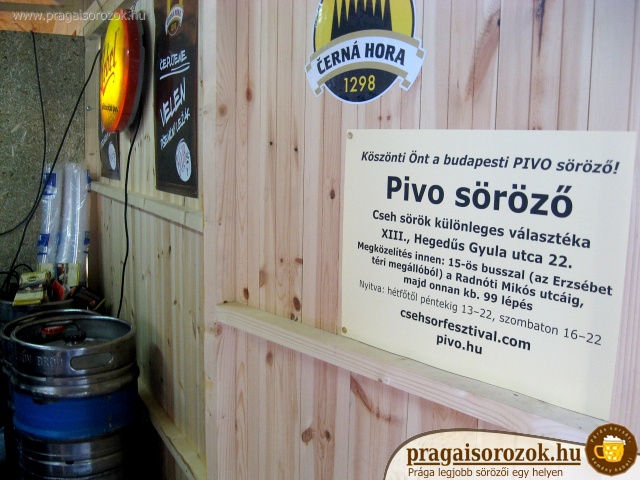 www.pragaisorozok.hu
ČEPUJEME
VELEN
ČERNÁ HORA
1298
Köszönti Önt a budapesti PIVO söröző!
Pivo söröző
Cseh sörök különleges választéka
XIII., Hegedűs Gyula utca 22.
Megközelítés innen: 15-ös busszal (az Erzsébet
téri megállóból) a Radnóti Mikós utcáig,
majd onnan kb. 99 lépés
Nyitva: hétfőtől péntekig 13–22, szombaton 16–22
csehsorfesztival.com
pivo.hu
pragaisorozok.hu
Prága legjobb sörözői egy helyen